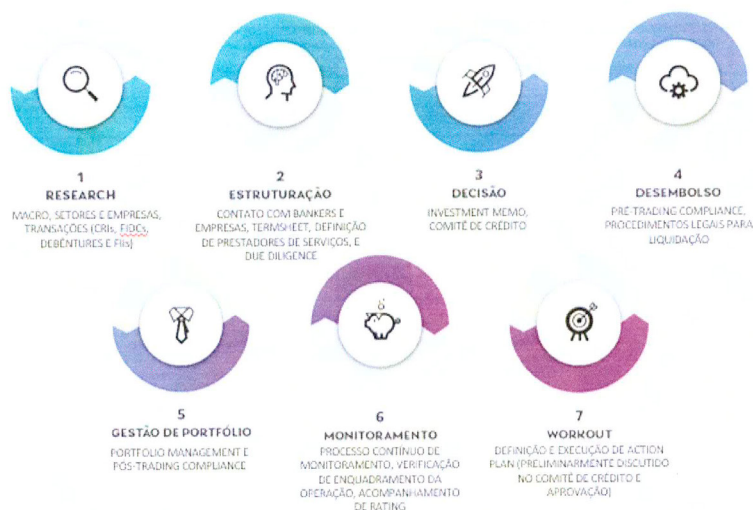 1
RESEARCH
MACRO, SETORES E EMPRESAS,
TRANSAÇÕES (CRIs, FIDCs,
DEBÊNTURES E FIIs)
2
ESTRUTURAÇÃO
CONTATO COM BANKERS E
EMPRESAS, TERMSHEET, DEFINIÇÃO
DE PRESTADORES DE SERVIÇOS, E
DUE DILIGENCE
3
DECISÃO
INVESTMENT MEMO,
COMITÊ DE CRÉDITO
4
DESEMBOLSO
PRÉ-TRADING COMPLIANCE,
PROCEDIMENTOS LEGAIS PARA
LIQUIDAÇÃO
5
GESTÃO DE PORTFÓLIO
PORTFOLIO MANAGEMENT E
POS-TRADING COMPLIANCE
6
MONITORAMENTO
PROCESSO CONTÍNUO DE
MONITORAMENTO, VERIFICAÇÃO
DE ENQUADRAMENTO DA
OPERAÇÃO, ACOMPANHAMENTO
DE RATING
7
WORKOUT
DEFINIÇÃO E EXECUÇÃO DE ACTION
PLAN (PRELIMINARMENTE DISCUTIDO
NO COMITÊ DE CRÉDITO E
APROVAÇÃO)